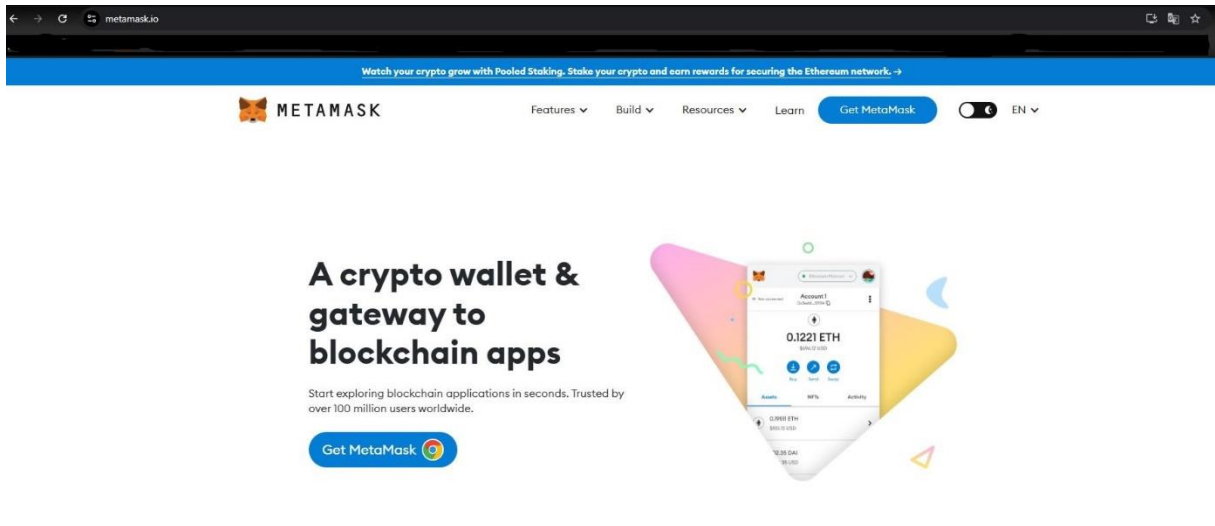 metamask.io
Watch your crypto grow with Pooled Staking. Stake your crypto and earn rewards for securing the Ethereum network. →
METAMASK
Features Build Resources Learn Get MetaMask EN
A crypto wallet &
gateway to
blockchain apps
Start exploring blockchain applications in seconds. Trusted by
over 100 million users worldwide.
Get MetaMask
Account 1
0.1221 ETH
Buy Send Swap
Assets NFTs Activity